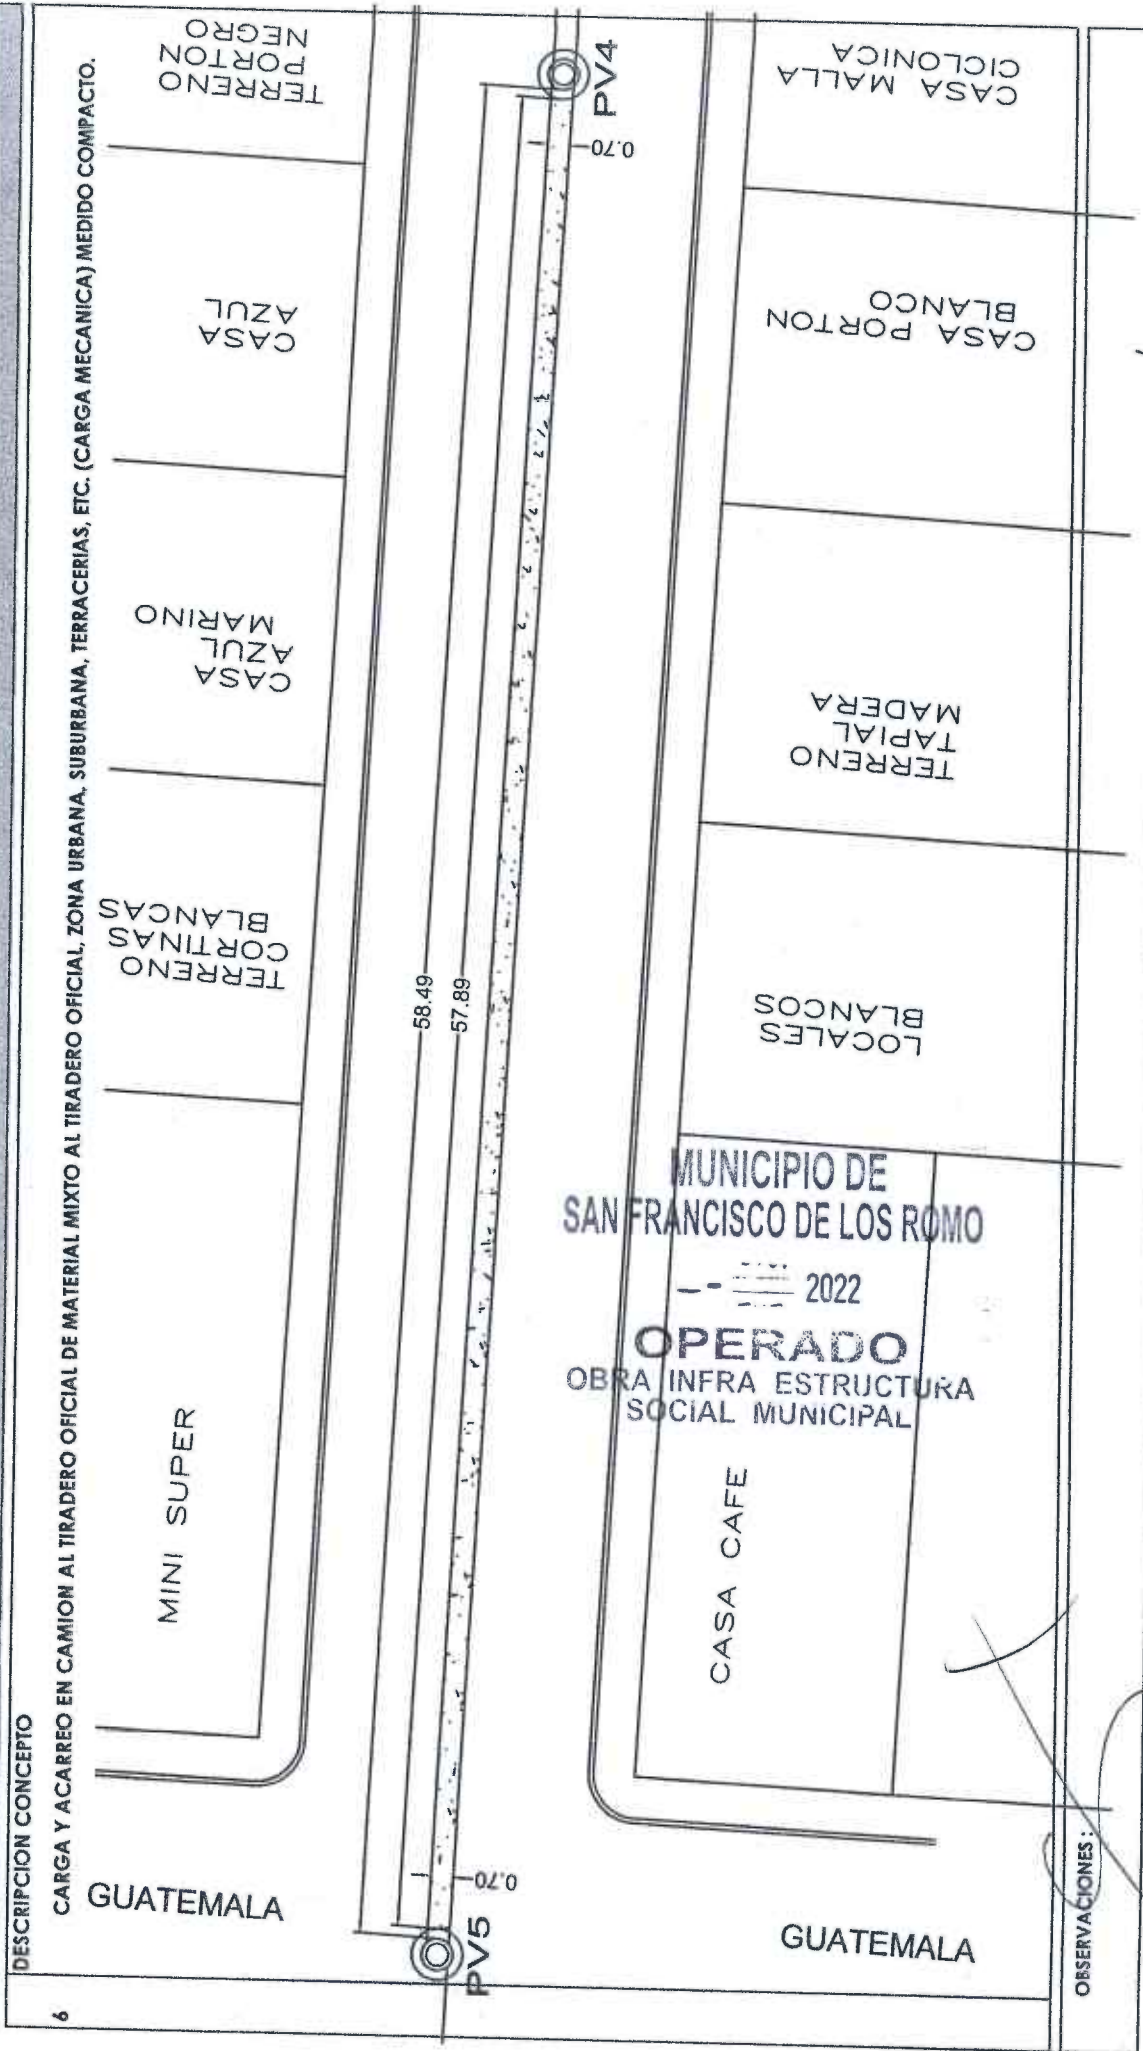 DESCRIPCION CONCEPTO
6
CARGA Y ACARREO EN CAMION AL TIRADERO OFICIAL DE MATERIAL MIXTO AL TIRADERO OFICIAL, ZONA URBANA, SUBURBANA, TERRACERIAS, ETC. (CARGA MECANICA) MEDIDO COMPACTO.
GUATEMALA
MINI SUPER
TERRENO
CORTINAS
BLANCAS
CASA
AZUL
MARINO
CASA
AZUL
TERRENO
PORTON
NEGRO
58.49
57.89
PV5
0.70
0.70
PV4
GUATEMALA
CASA CAFE
LOCALES
BLANCOS
TERRENO
TAPIAL
MADERA
CASA PORTON
BLANCO
CASA MALLA
CICLONICA
MUNICIPIO DE
SAN FRANCISCO DE LOS ROMO
2022
OPERADO
OBRA INFRA ESTRUCTURA
SOCIAL MUNICIPAL
OBSERVACIONES :